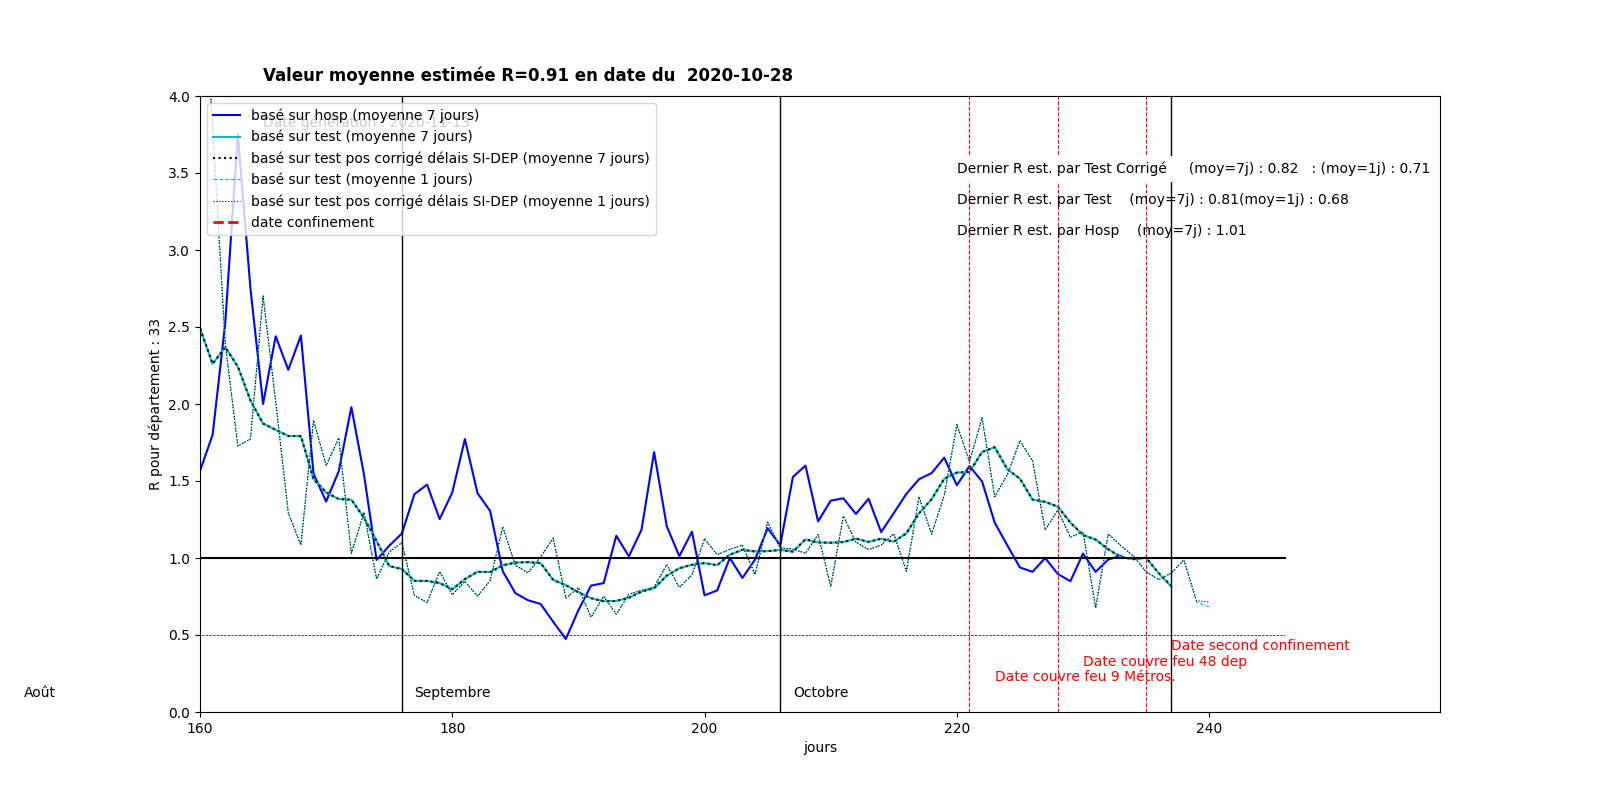 Valeur moyenne estimée R=0.91 en date du  2020-10-28
Date génération : 2020-11-13
basé sur hosp (moyenne 7 jours)
basé sur test (moyenne 7 jours)
basé sur test pos corrigé délais SI-DEP (moyenne 7 jours)
basé sur test (moyenne 1 jours)
basé sur test pos corrigé délais SI-DEP (moyenne 1 jours)
date confinement
Dernier R est. par Test Corrigé     (moy=7j) : 0.82   : (moy=1j) : 0.71
Dernier R est. par Test    (moy=7j) : 0.81(moy=1j) : 0.68
Dernier R est. par Hosp    (moy=7j) : 1.01
4.0
3.5
3.0
2.5
2.0
1.5
1.0
0.5
0.0
R pour département : 33
Date second confinement
Date couvre feu 48 dep
Date couvre feu 9 Métros.
Août
Septembre
Octobre
160
180
200
220
240
jours